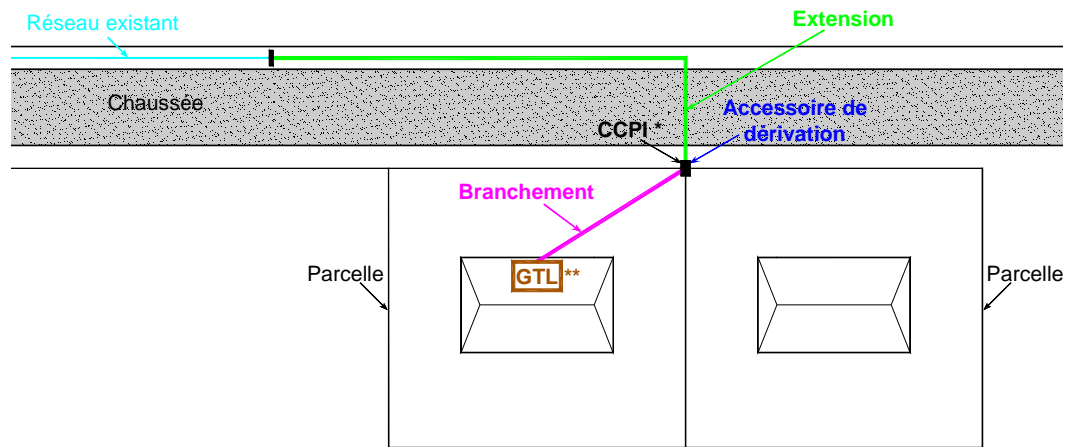 Réseau existant
Extension
Chaussée
Accessoire de
dérivation
CCPI *
Branchement
GTL **
Parcelle
Parcelle